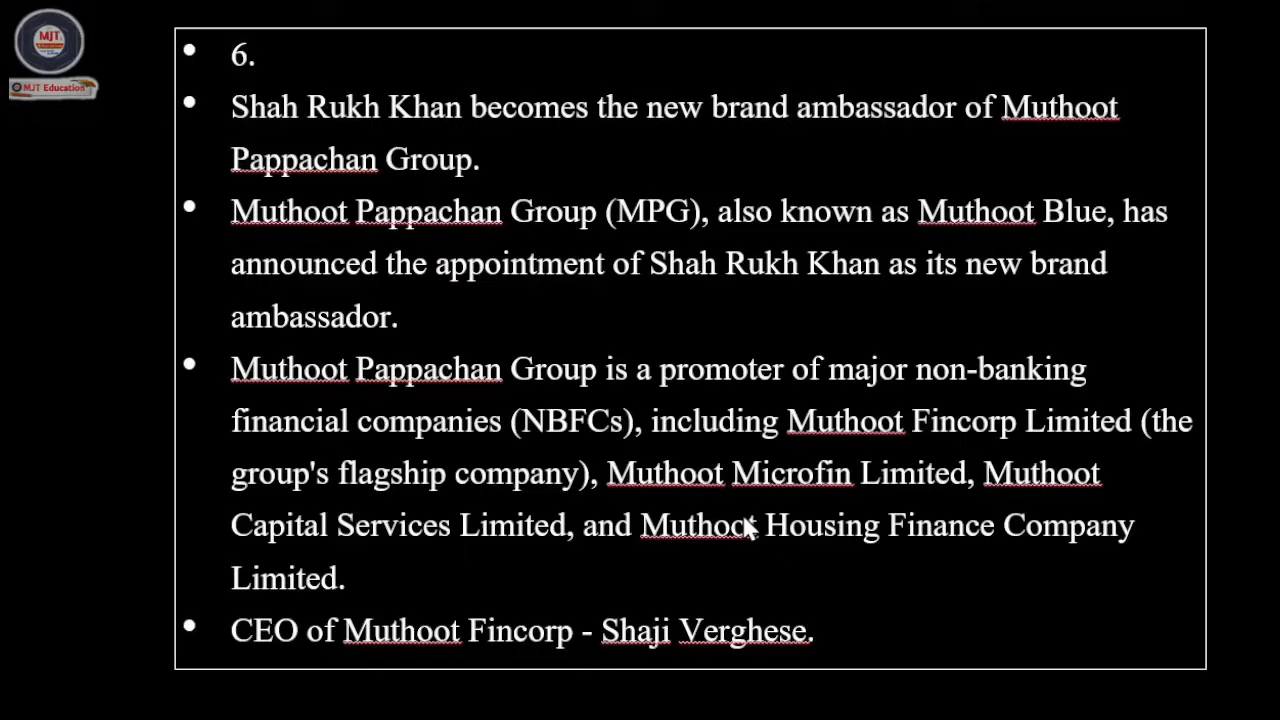 MJT
Education
MJT Education
• 6.
• Shah Rukh Khan becomes the new brand ambassador of Muthoot
Pappachan Group.
• Muthoot Pappachan Group (MPG), also known as Muthoot Blue, has
announced the appointment of Shah Rukh Khan as its new brand
ambassador.
• Muthoot Pappachan Group is a promoter of major non-banking
financial companies (NBFCs), including Muthoot Fincorp Limited (the
group's flagship company), Muthoot Microfin Limited, Muthoot
Capital Services Limited, and Muthoot Housing Finance Company
Limited.
• CEO of Muthoot Fincorp - Shaji Verghese.